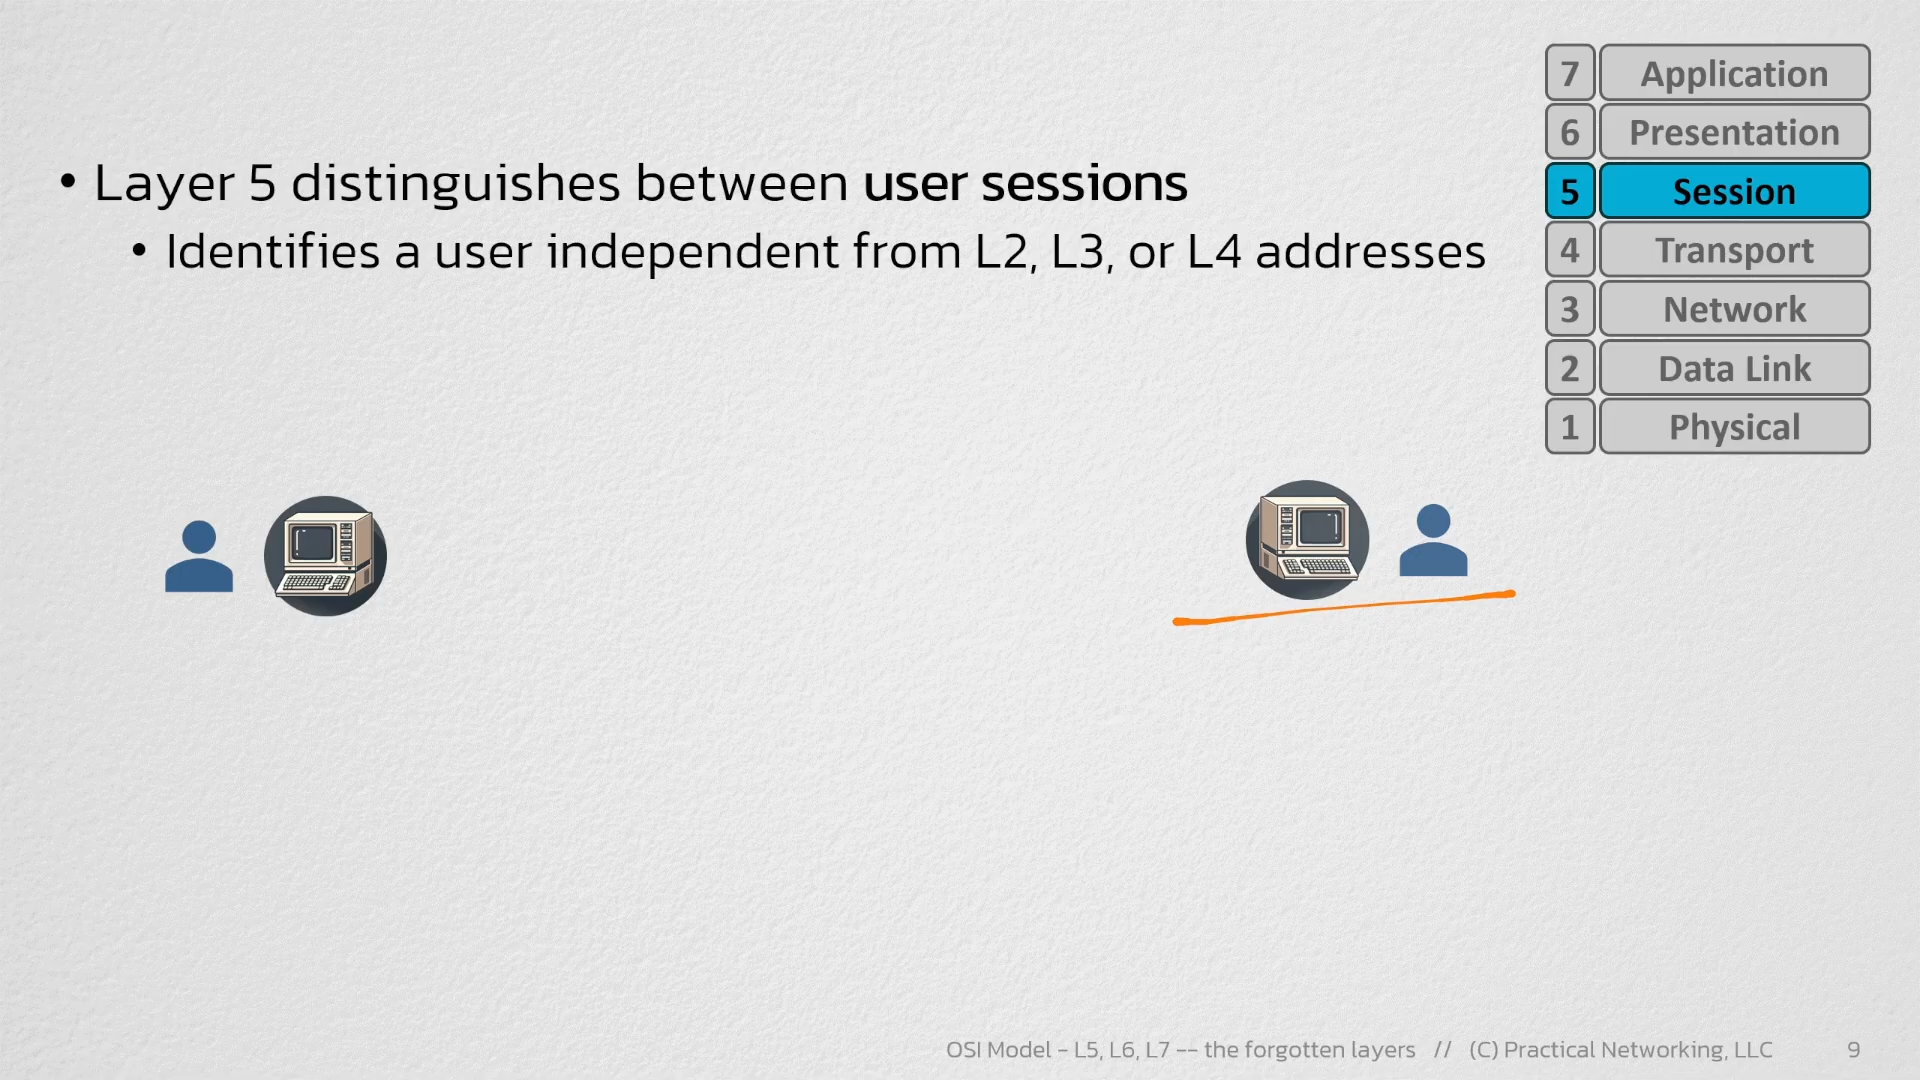 • Layer 5 distinguishes between user sessions
• Identifies a user independent from L2, L3, or L4 addresses
7 Application
6 Presentation
5 Session
4 Transport
3 Network
2 Data Link
1 Physical
OSI Model - L5, L6, L7 -- the forgotten layers // (C) Practical Networking, LLC 9